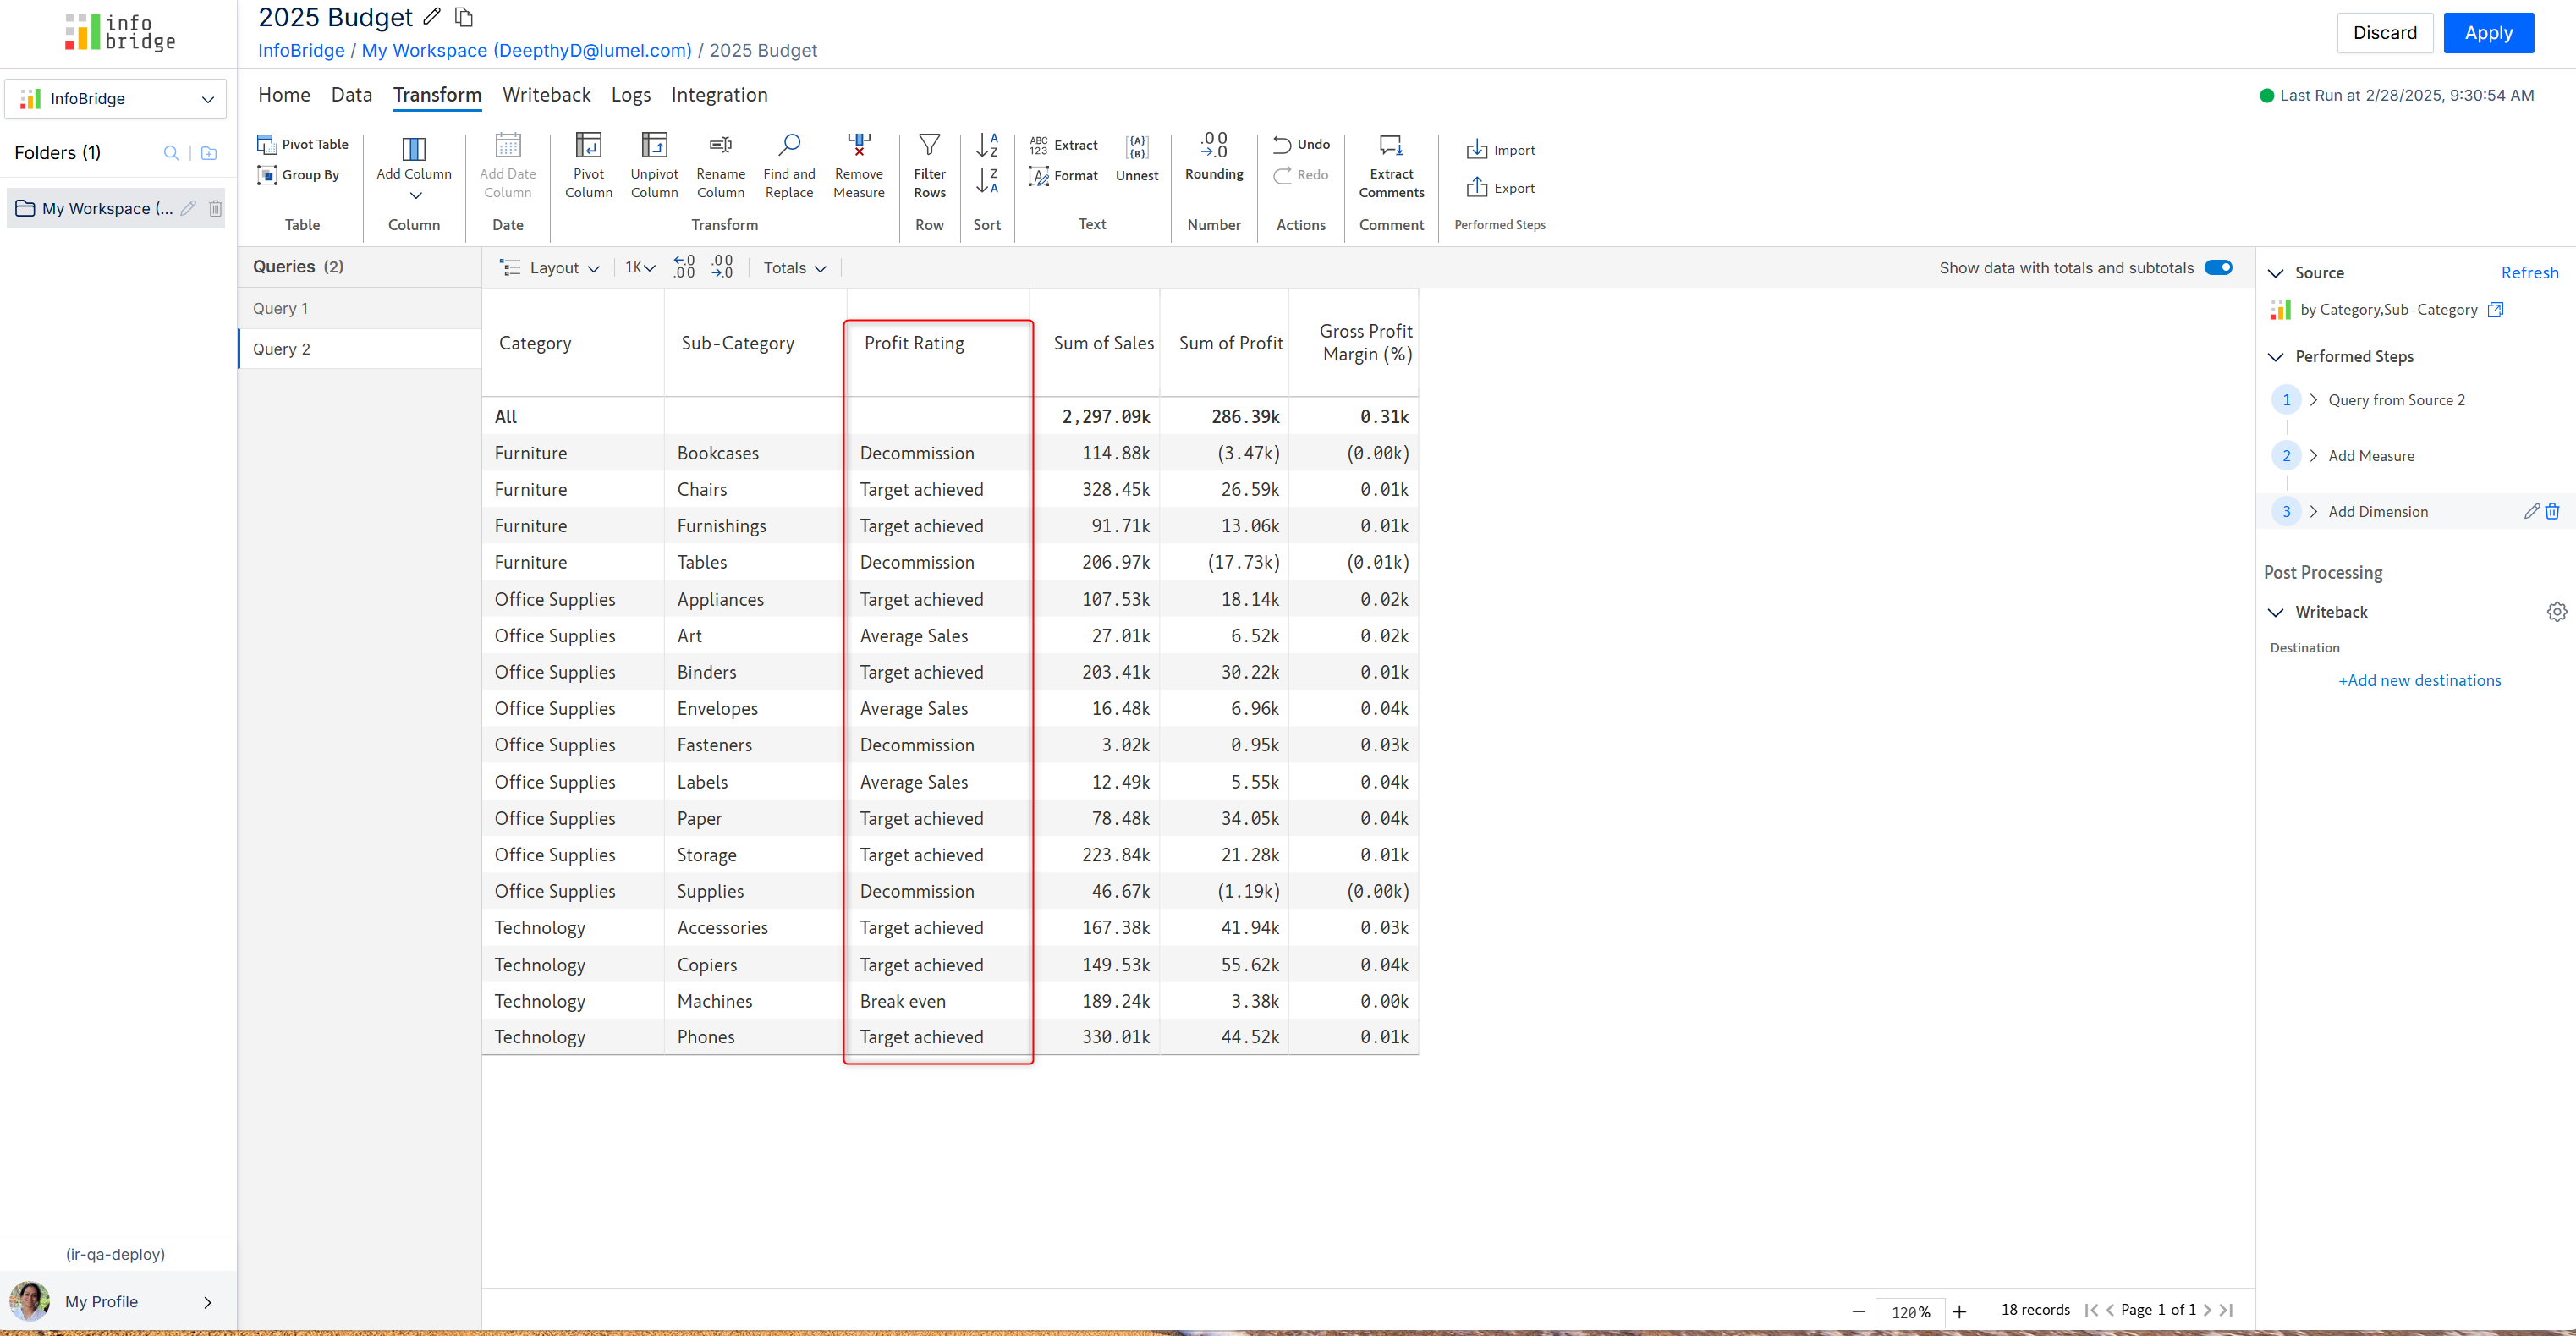 info bridge
2025 Budget
InfoBridge / My Workspace (DeepthyD@lumel.com) / 2025 Budget
Discard
Apply
InfoBridge
Home Data Transform Writeback Logs Integration
Last Run at 2/28/2025, 9:30:54 AM
Folders (1)
My Workspace (...
Pivot Table
Group By
Table
Add Column
Column
Add Date Column
Date
Pivot Column
Unpivot Column
Rename Column
Find and Replace
Remove Measure
Transform
Filter Rows
Row
A Z
Z A
Sort
ABC 123 Extract
A Format
{A} {B} Unnest
Text
.00 .0 Rounding
Number
Undo
Redo
Actions
Extract Comments
Comment
Import
Export
Performed Steps
Queries (2)
Query 1
Query 2
Layout 1K .0 .00 .00 .0 Totals
Show data with totals and subtotals
Category Sub-Category Profit Rating Sum of Sales Sum of Profit Gross Profit Margin (%)
All 2,297.09k 286.39k 0.31k
Furniture Bookcases Decommission 114.88k (3.47k) (0.00k)
Furniture Chairs Target achieved 328.45k 26.59k 0.01k
Furniture Furnishings Target achieved 91.71k 13.06k 0.01k
Furniture Tables Decommission 206.97k (17.73k) (0.01k)
Office Supplies Appliances Target achieved 107.53k 18.14k 0.02k
Office Supplies Art Average Sales 27.01k 6.52k 0.02k
Office Supplies Binders Target achieved 203.41k 30.22k 0.01k
Office Supplies Envelopes Average Sales 16.48k 6.96k 0.04k
Office Supplies Fasteners Decommission 3.02k 0.95k 0.03k
Office Supplies Labels Average Sales 12.49k 5.55k 0.04k
Office Supplies Paper Target achieved 78.48k 34.05k 0.04k
Office Supplies Storage Target achieved 223.84k 21.28k 0.01k
Office Supplies Supplies Decommission 46.67k (1.19k) (0.00k)
Technology Accessories Target achieved 167.38k 41.94k 0.03k
Technology Copiers Target achieved 149.53k 55.62k 0.04k
Technology Machines Break even 189.24k 3.38k 0.00k
Technology Phones Target achieved 330.01k 44.52k 0.01k
Source Refresh
by Category,Sub-Category
Performed Steps
1 Query from Source 2
2 Add Measure
3 Add Dimension
Post Processing
Writeback
Destination
+Add new destinations
(ir-qa-deploy)
My Profile
120% 18 records Page 1 of 1